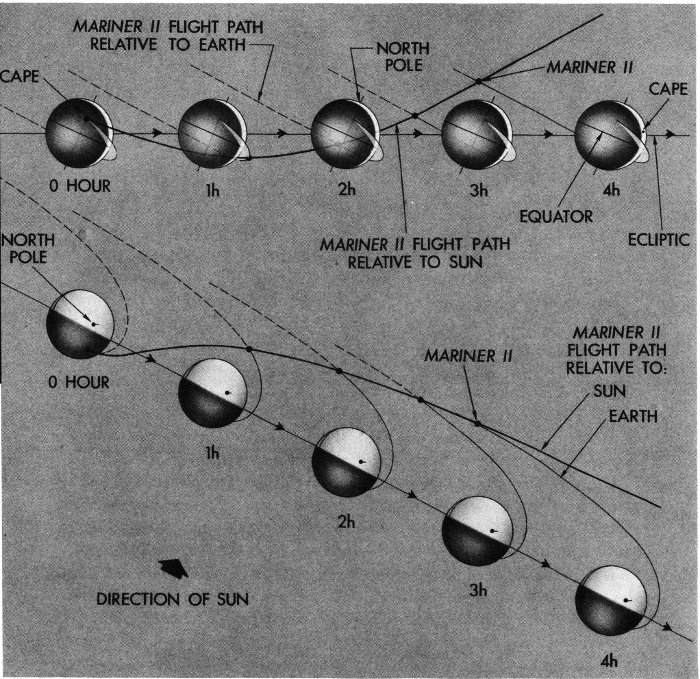 MARINER II FLIGHT PATH
RELATIVE TO EARTH
NORTH
POLE
MARINER II
CAPE
CAPE
0 HOUR
1h
2h
3h
4h
EQUATOR
ECLIPTIC
MARINER II FLIGHT PATH
RELATIVE TO SUN
NORTH
POLE
MARINER II
MARINER II
FLIGHT PATH
RELATIVE TO:
SUN
EARTH
0 HOUR
1h
2h
3h
4h
DIRECTION OF SUN